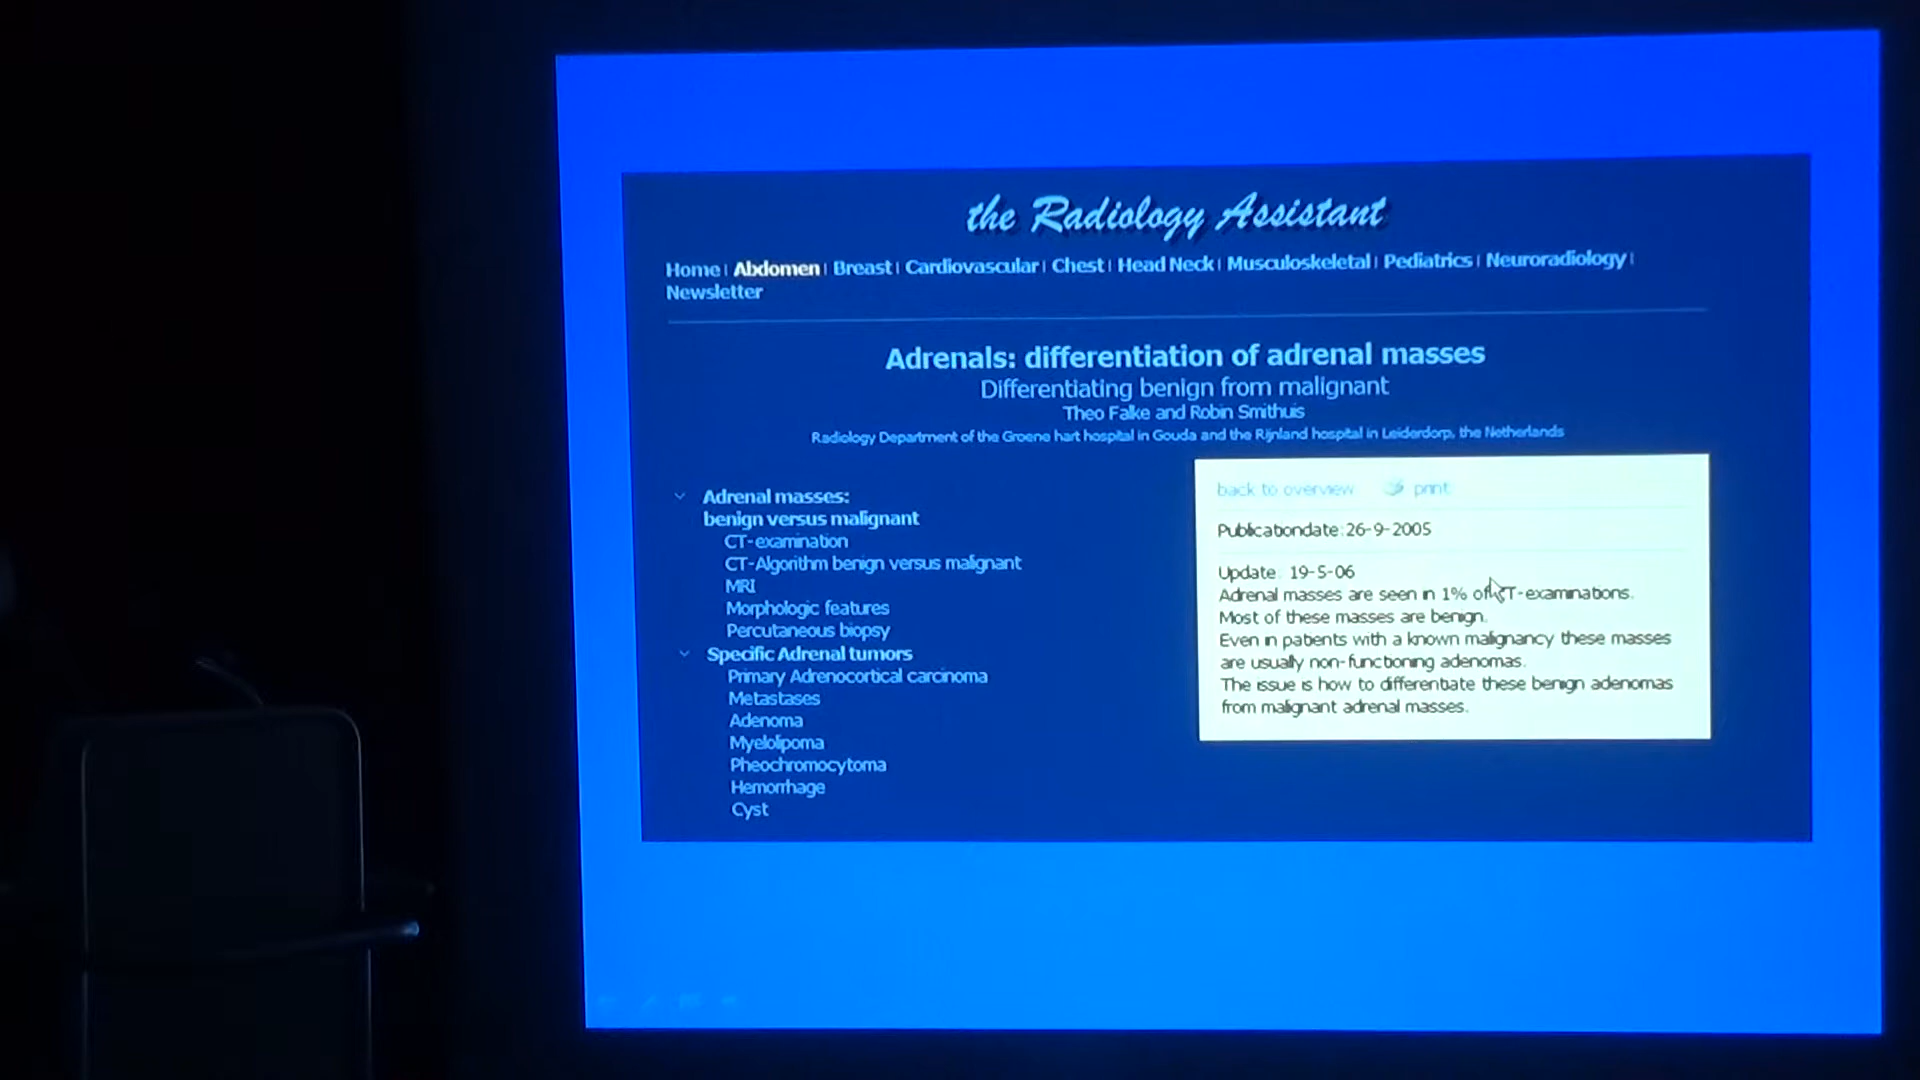 the Radiology Assistant
Home | Abdomen | Breast | Cardiovascular | Chest | Head Neck | Musculoskeletal | Pediatrics | Neuroradiology |
Newsletter
Adrenals: differentiation of adrenal masses
Differentiating benign from malignant
Theo Falke and Robin Smithuis
Radiology Department of the Groene hart hospital in Gouda and the Rijnland hospital in Leiderdorp, the Netherlands
Adrenal masses:
benign versus malignant
CT-examination
CT-Algorithm benign versus malignant
MRI
Morphologic features
Percutaneous biopsy
Specific Adrenal tumors
Primary Adrenocortical carcinoma
Metastases
Adenoma
Myelolipoma
Pheochromocytoma
Hemorrhage
Cyst
back to overview print
Publicationdate 26-9-2005
Update 19-5-06
Adrenal masses are seen in 1% of CT-examinations.
Most of these masses are benign.
Even in patients with a known malignancy these masses
are usually non-functioning adenomas.
The issue is how to differentiate these benign adenomas
from malignant adrenal masses.